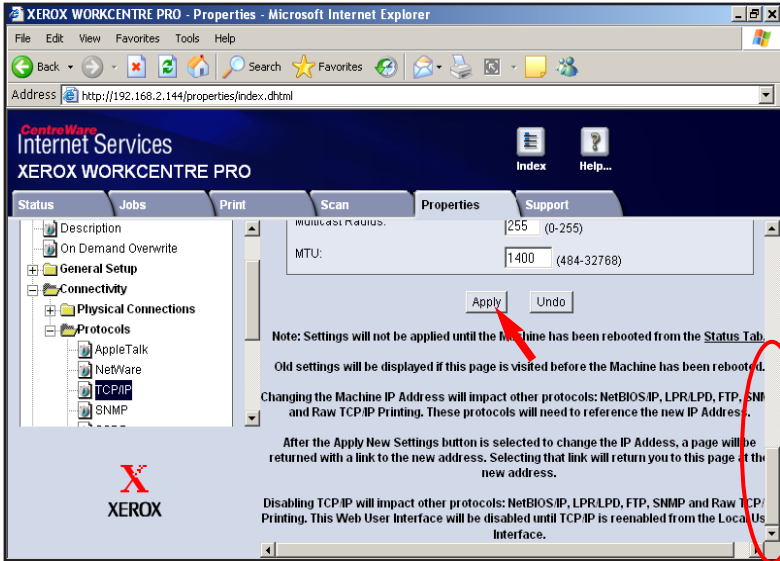 XEROX WORKCENTRE PRO - Properties - Microsoft Internet Explorer
File Edit View Favorites Tools Help
Back Search Favorites
Address http://192.168.2.144/properties/index.dhtml
CentreWare
Internet Services
XEROX WORKCENTRE PRO
Index Help...
Status Jobs Print Scan Properties Support
Description
On Demand Overwrite
General Setup
Connectivity
Physical Connections
Protocols
AppleTalk
NetWare
TCP/IP
SNMP
X
XEROX
Multicast Radius: 255 (0-255)
MTU: 1400 (484-32768)
Apply Undo
Note: Settings will not be applied until the Machine has been rebooted from the Status Tab.
Old settings will be displayed if this page is visited before the Machine has been rebooted.
Changing the Machine IP Address will impact other protocols: NetBIOS/IP, LPR/LPD, FTP, SNM
and Raw TCP/IP Printing. These protocols will need to reference the new IP Address.
After the Apply New Settings button is selected to change the IP Addess, a page will be
returned with a link to the new address. Selecting that link will return you to this page at the
new address.
Disabling TCP/IP will impact other protocols: NetBIOS/IP, LPR/LPD, FTP, SNMP and Raw TCP/
Printing. This Web User Interface will be disabled until TCP/IP is reenabled from the Local Us
Interface.